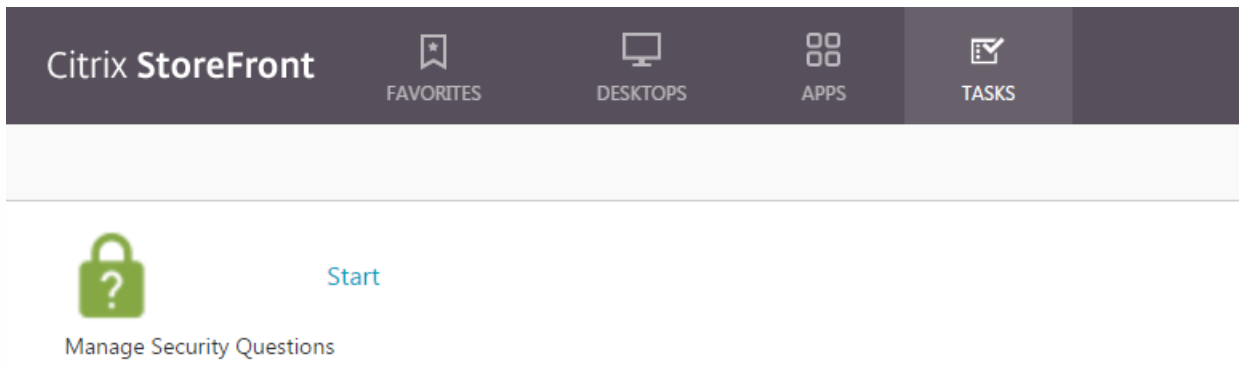 Citrix StoreFront
FAVORITES
DESKTOPS
APPS
TASKS
?
Start
Manage Security Questions